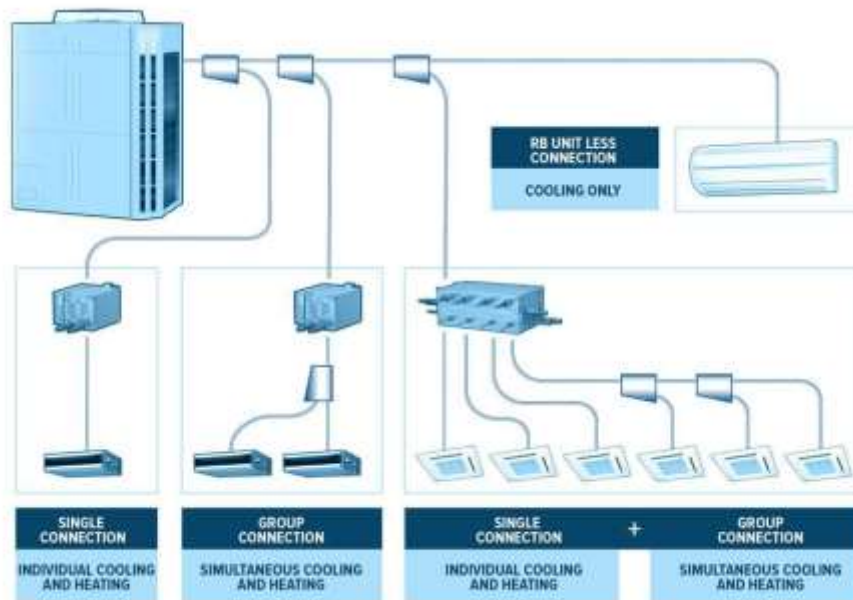 RB UNIT LESS
CONNECTION
COOLING ONLY
SINGLE
CONNECTION
INDIVIDUAL COOLING
AND HEATING
GROUP
CONNECTION
SIMULTANEOUS COOLING
AND HEATING
SINGLE
CONNECTION
+
GROUP
CONNECTION
INDIVIDUAL COOLING
AND HEATING
SIMULTANEOUS COOLING
AND HEATING